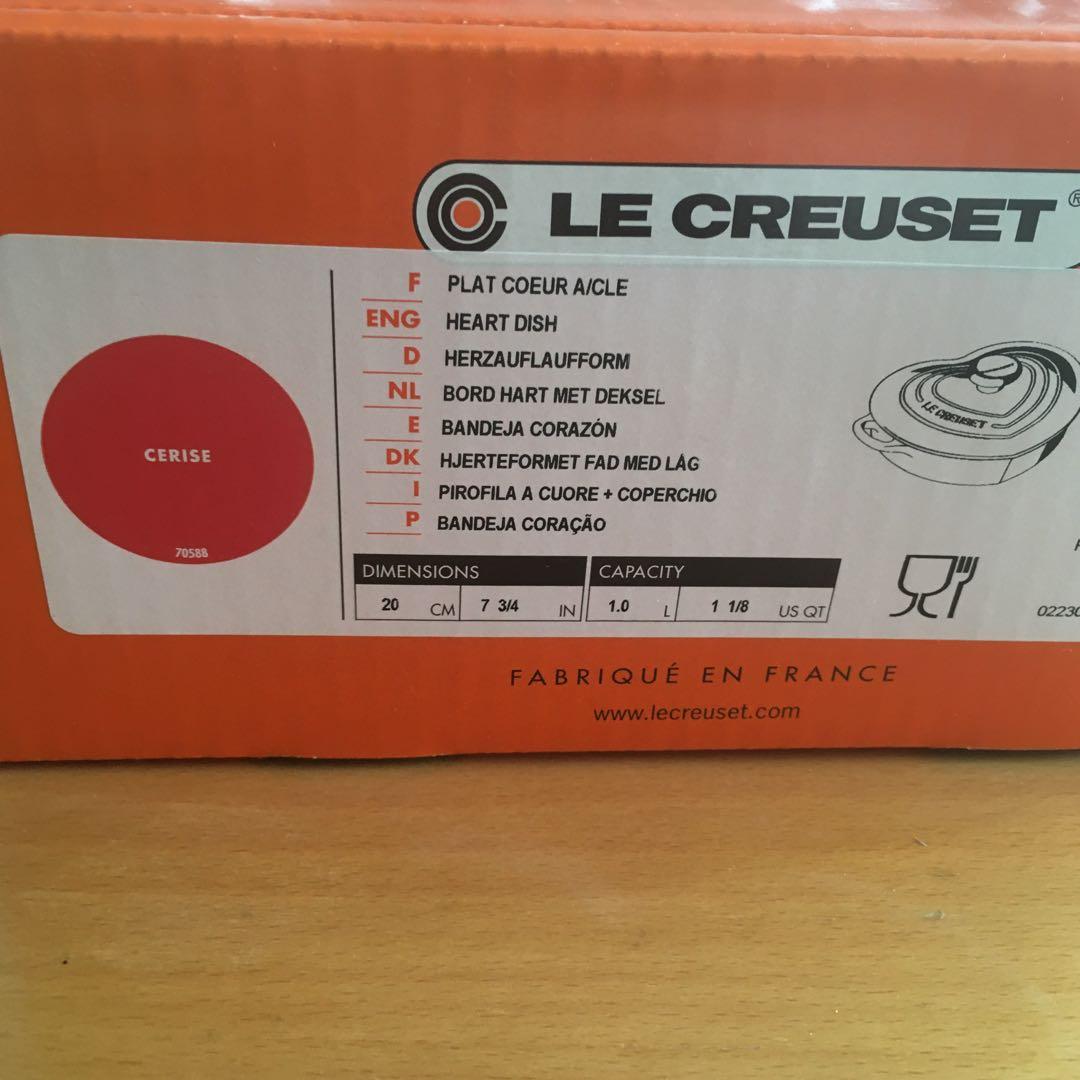 LE CREUSET ®
F PLAT COEUR A/CLE
ENG HEART DISH
D HERZAUFLAUFFORM
NL BORD HART MET DEKSEL
E BANDEJA CORAZÓN
DK HJERTEFORMET FAD MED LÅG
I PIROFILA A CUORE + COPERCHIO
P BANDEJA CORAÇÃO
CERISE
70588
LE CREUSET
DIMENSIONS CAPACITY
20 CM 7 3/4 IN 1.0 L 1 1/8 US QT
FABRIQUÉ EN FRANCE
www.lecreuset.com